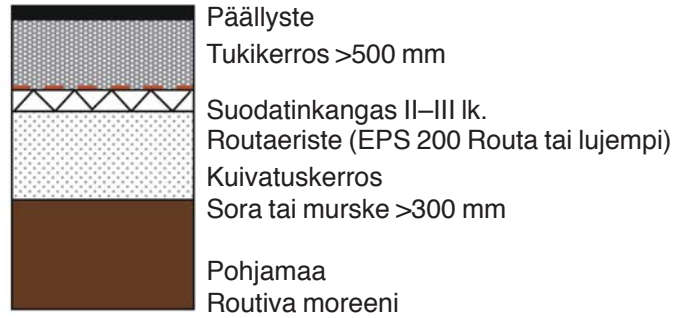 Päällyste
Tukikerros >500 mm
Suodatinkangas II–III lk.
Routaeriste (EPS 200 Routa tai lujempi)
Kuivatuskerros
Sora tai murske >300 mm
Pohjamaa
Routiva moreeni